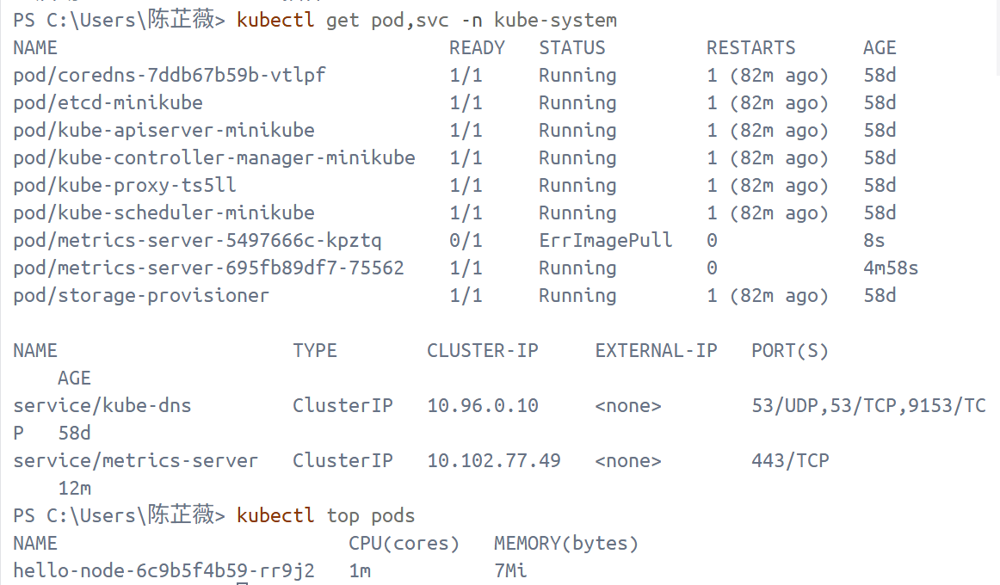 PS C:\Users\陈芷薇> kubectl get pod,svc -n kube-system
NAME                                   READY   STATUS         RESTARTS      AGE
pod/coredns-7ddb67b59b-vtlpf           1/1     Running        1 (82m ago)   58d
pod/etcd-minikube                      1/1     Running        1 (82m ago)   58d
pod/kube-apiserver-minikube            1/1     Running        1 (82m ago)   58d
pod/kube-controller-manager-minikube   1/1     Running        1 (82m ago)   58d
pod/kube-proxy-ts5ll                   1/1     Running        1 (82m ago)   58d
pod/kube-scheduler-minikube            1/1     Running        1 (82m ago)   58d
pod/metrics-server-5497666c-kpztq      0/1     ErrImagePull   0             8s
pod/metrics-server-695fb89df7-75562    1/1     Running        0             4m58s
pod/storage-provisioner                1/1     Running        1 (82m ago)   58d
NAME                     TYPE        CLUSTER-IP     EXTERNAL-IP   PORT(S)
    AGE
service/kube-dns         ClusterIP   10.96.0.10     <none>        53/UDP,53/TCP,9153/TC
P   58d
service/metrics-server   ClusterIP   10.102.77.49   <none>        443/TCP
    12m
PS C:\Users\陈芷薇> kubectl top pods
NAME                          CPU(cores)   MEMORY(bytes)
hello-node-6c9b5f4b59-rr9j2   1m           7Mi